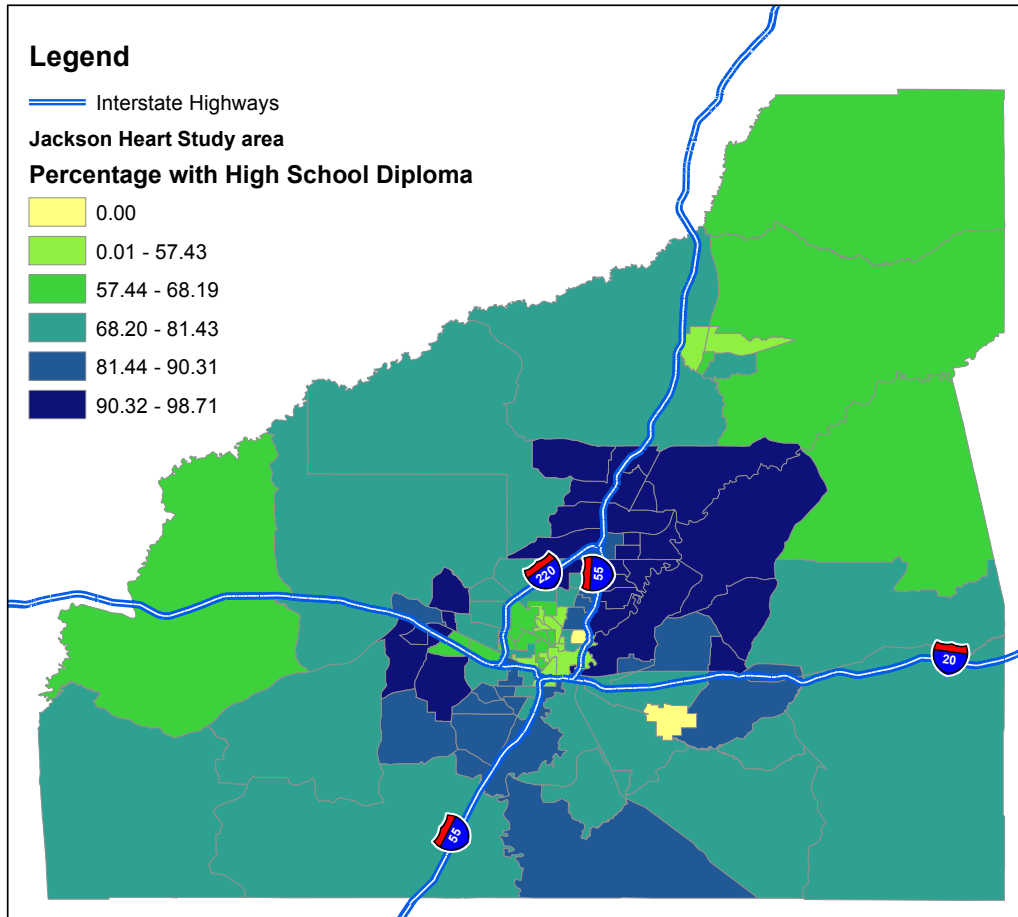 Legend
Interstate Highways
Jackson Heart Study area
Percentage with High School Diploma
0.00
0.01 - 57.43
57.44 - 68.19
68.20 - 81.43
81.44 - 90.31
90.32 - 98.71
220
55
20
55